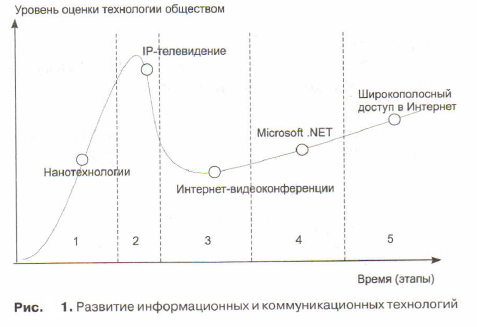 Уровень оценки технологии обществом
IP-телевидение
Широкополосный
доступ в Интернет
Microsoft .NET
Нанотехнологии
Интернет-видеоконференции
1 2 3 4 5
Время (этапы)
Рис. 1. Развитие информационных и коммуникационных технологий